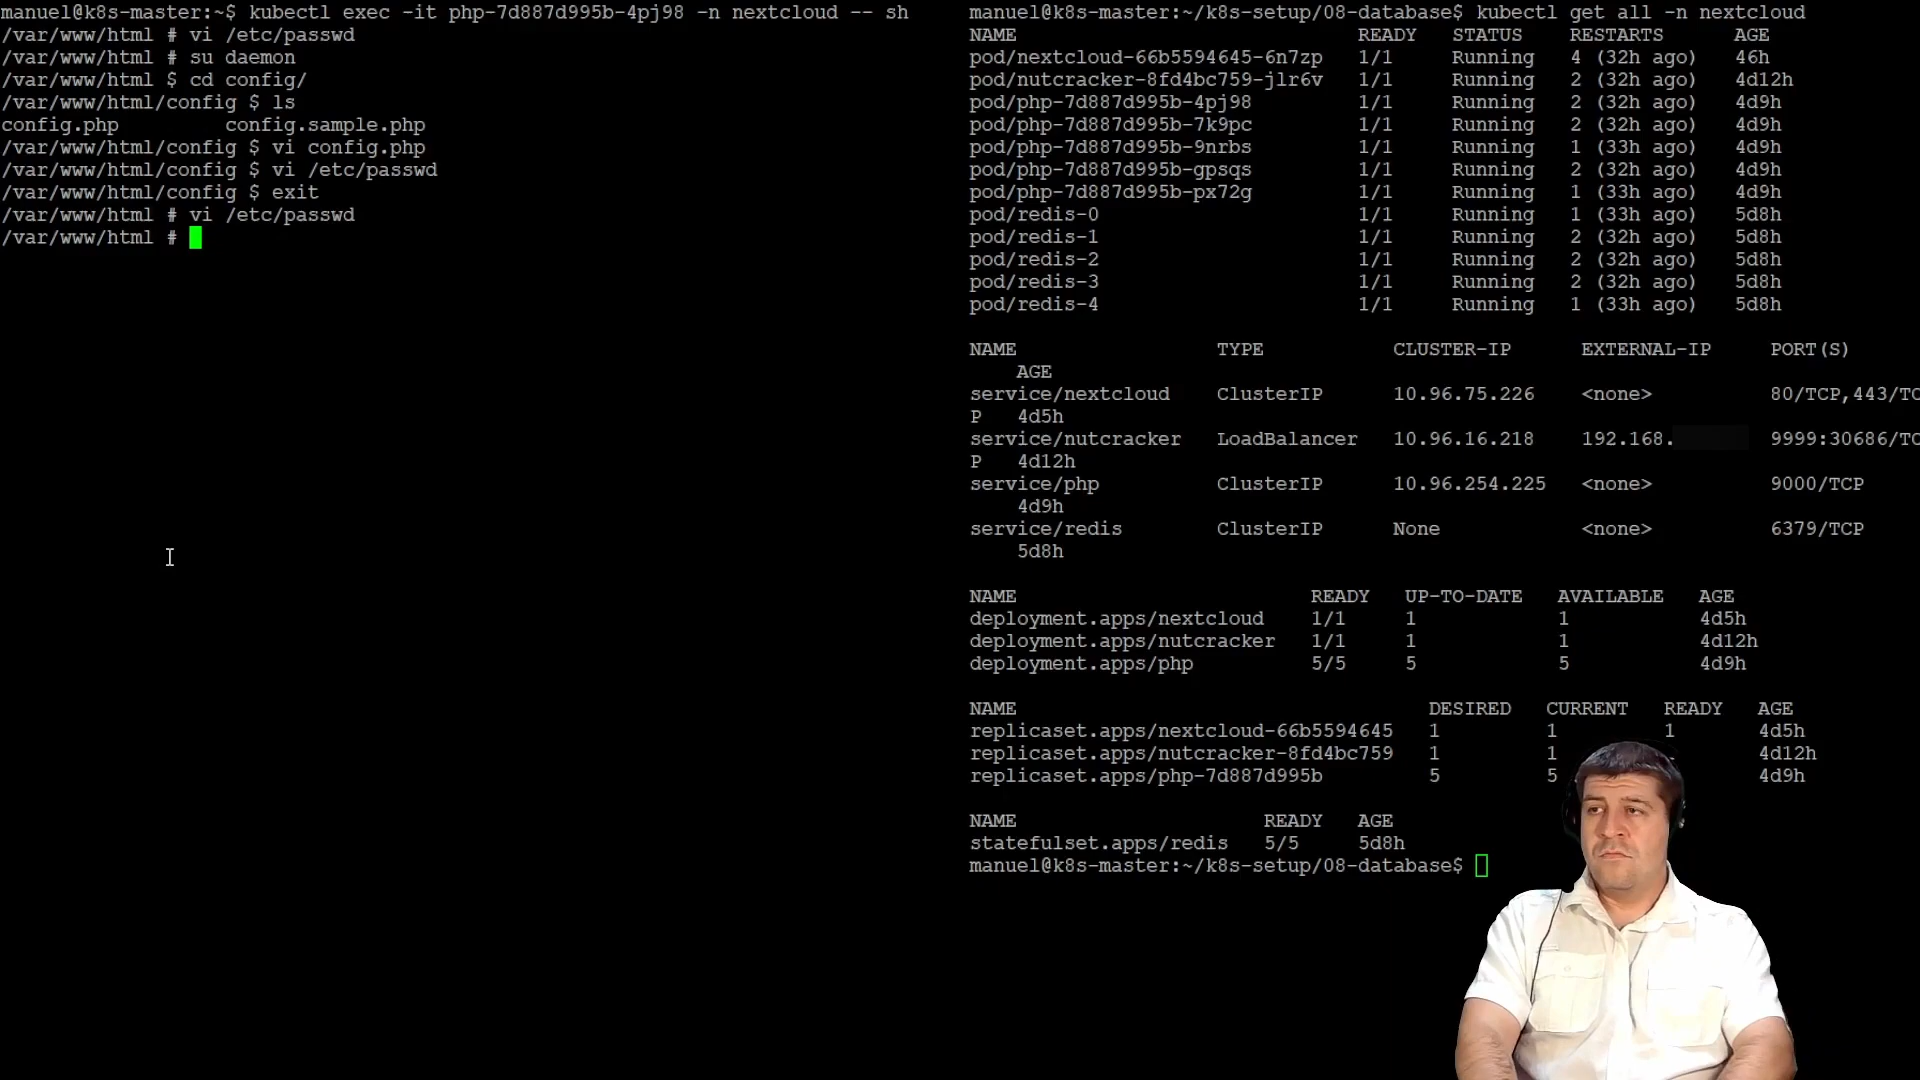 manuel@k8s-master:~$ kubectl exec -it php-7d887d995b-4pj98 -n nextcloud -- sh
/var/www/html # vi /etc/passwd
/var/www/html # su daemon
/var/www/html $ cd config/
/var/www/html/config $ ls
config.php config.sample.php
/var/www/html/config $ vi config.php
/var/www/html/config $ vi /etc/passwd
/var/www/html/config $ exit
/var/www/html # vi /etc/passwd
/var/www/html #
manuel@k8s-master:~/k8s-setup/08-database$ kubectl get all -n nextcloud
NAME READY STATUS RESTARTS AGE
pod/nextcloud-66b5594645-6n7zp 1/1 Running 4 (32h ago) 46h
pod/nutcracker-8fd4bc759-jlr6v 1/1 Running 2 (32h ago) 4d12h
pod/php-7d887d995b-4pj98 1/1 Running 2 (32h ago) 4d9h
pod/php-7d887d995b-7k9pc 1/1 Running 2 (32h ago) 4d9h
pod/php-7d887d995b-9nrbs 1/1 Running 1 (33h ago) 4d9h
pod/php-7d887d995b-gpsqs 1/1 Running 2 (32h ago) 4d9h
pod/php-7d887d995b-px72g 1/1 Running 1 (33h ago) 4d9h
pod/redis-0 1/1 Running 1 (33h ago) 5d8h
pod/redis-1 1/1 Running 2 (32h ago) 5d8h
pod/redis-2 1/1 Running 2 (32h ago) 5d8h
pod/redis-3 1/1 Running 2 (32h ago) 5d8h
pod/redis-4 1/1 Running 1 (33h ago) 5d8h
NAME TYPE CLUSTER-IP EXTERNAL-IP PORT(S)
AGE
service/nextcloud ClusterIP 10.96.75.226 <none> 80/TCP,443/TC
P 4d5h
service/nutcracker LoadBalancer 10.96.16.218 192.168. 9999:30686/TC
P 4d12h
service/php ClusterIP 10.96.254.225 <none> 9000/TCP
4d9h
service/redis ClusterIP None <none> 6379/TCP
5d8h
NAME READY UP-TO-DATE AVAILABLE AGE
deployment.apps/nextcloud 1/1 1 1 4d5h
deployment.apps/nutcracker 1/1 1 1 4d12h
deployment.apps/php 5/5 5 5 4d9h
NAME DESIRED CURRENT READY AGE
replicaset.apps/nextcloud-66b5594645 1 1 1 4d5h
replicaset.apps/nutcracker-8fd4bc759 1 1 4d12h
replicaset.apps/php-7d887d995b 5 5 4d9h
NAME READY AGE
statefulset.apps/redis 5/5 5d8h
manuel@k8s-master:~/k8s-setup/08-database$